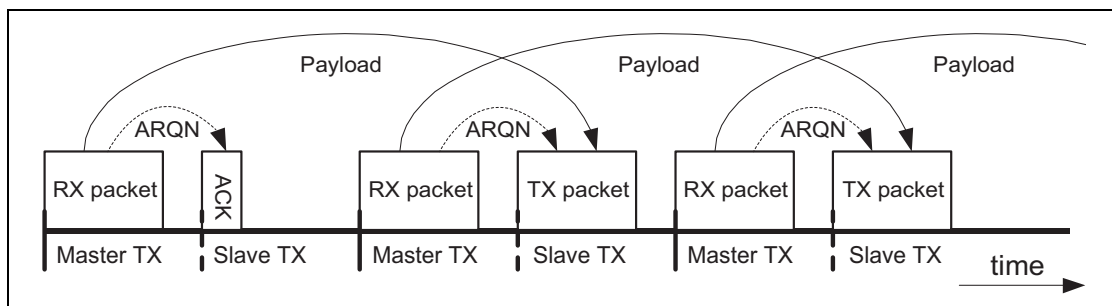 Payload Payload Payload
ARQN ARQN ARQN
RX packet ACK RX packet TX packet RX packet TX packet
Master TX Slave TX Master TX Slave TX Master TX Slave TX
time